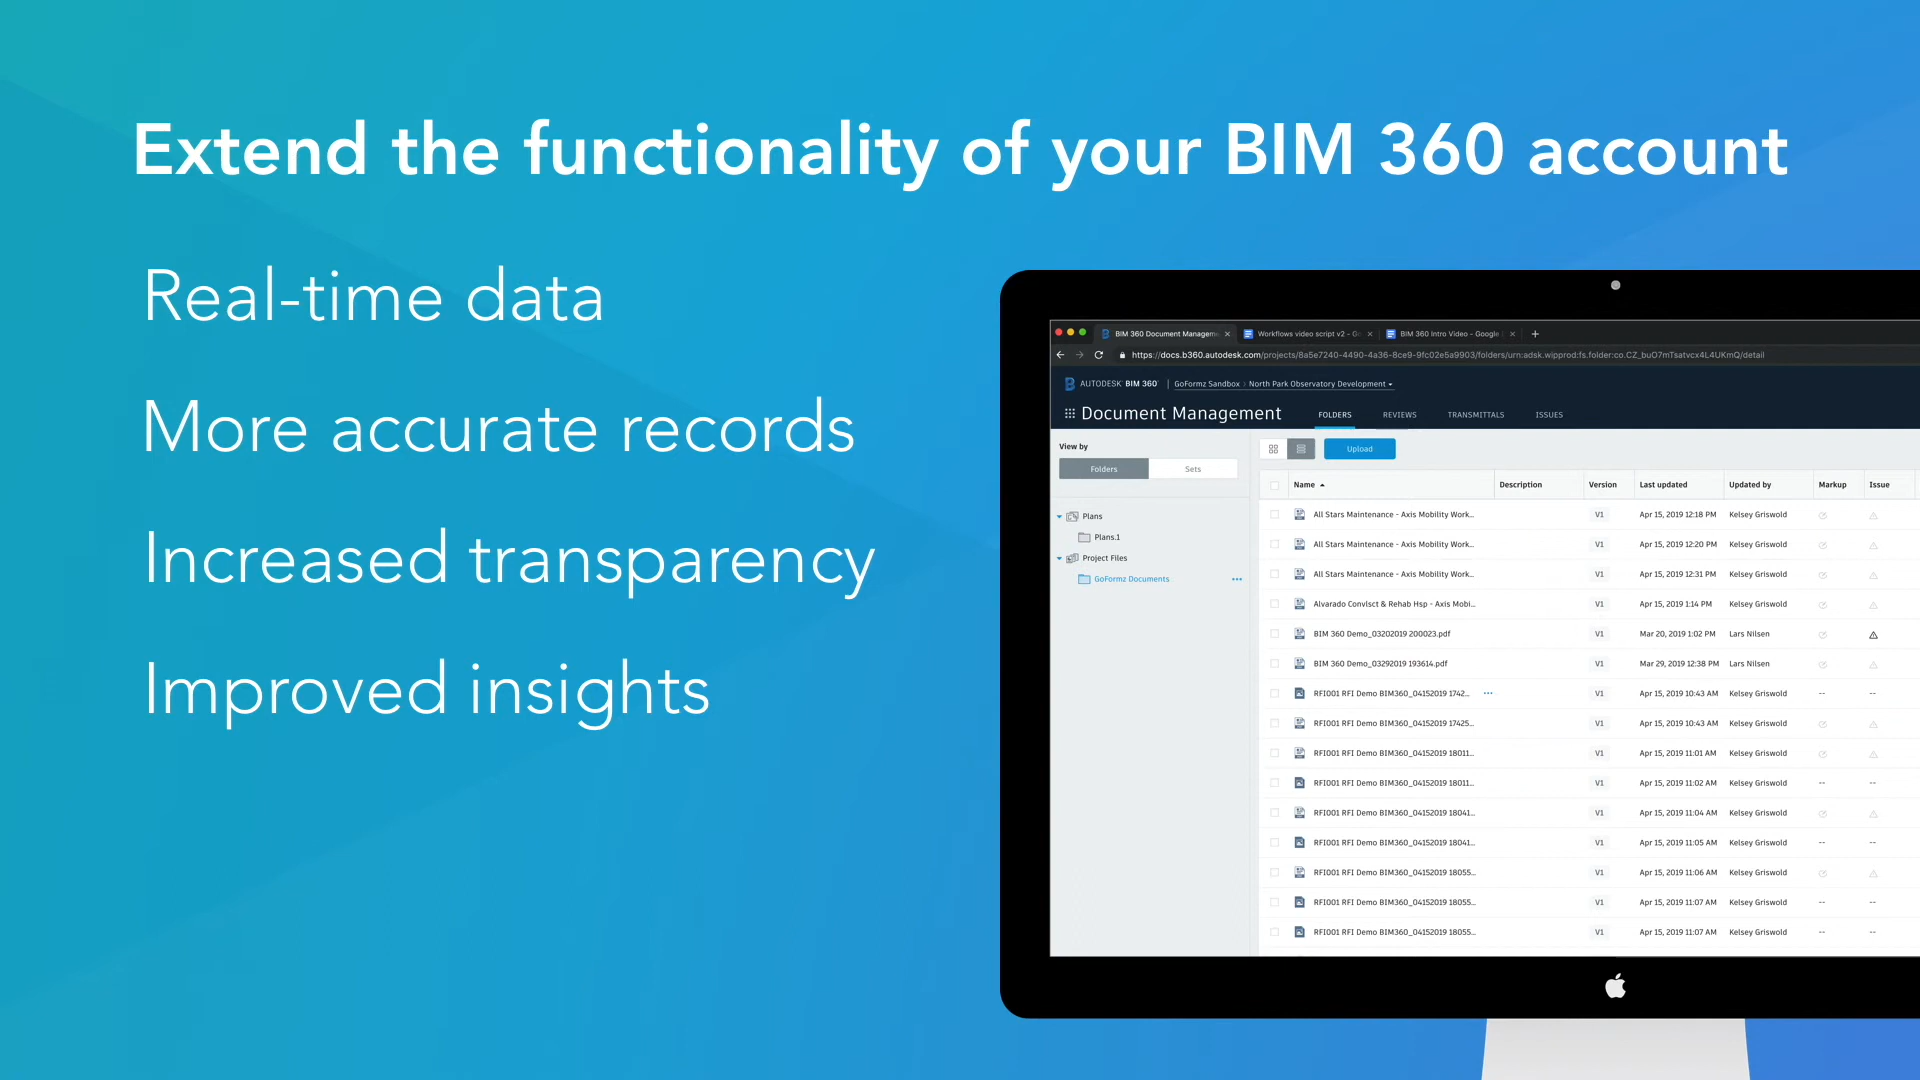 Extend the functionality of your BIM 360 account
Real-time data
More accurate records
Increased transparency
Improved insights
BIM 360 Document Managem
Workflows video script v2 - Go
BIM 360 Intro Video - Google
https://docs.b360.autodesk.com/projects/8a5e7240-4490-4a36-8ce9-9fc02e5a9903/folders/urn:adsk.wipprod:fs.folder:co.CZ_buO7mTsatvcx4L4UKmQ/detail
AUTODESK BIM 360 GoFormz Sandbox › North Park Observatory Development
Document Management FOLDERS REVIEWS TRANSMITTALS ISSUES
View by
Folders Sets
Plans
Plans.1
Project Files
GoFormz Documents
Upload
Name Description Version Last updated Updated by Markup Issue
All Stars Maintenance - Axis Mobility Work... V1 Apr 15, 2019 12:18 PM Kelsey Griswold
All Stars Maintenance - Axis Mobility Work... V1 Apr 15, 2019 12:20 PM Kelsey Griswold
All Stars Maintenance - Axis Mobility Work... V1 Apr 15, 2019 12:31 PM Kelsey Griswold
Alvarado Convlsct & Rehab Hsp - Axis Mobi... V1 Apr 15, 2019 1:14 PM Kelsey Griswold
BIM 360 Demo_03202019 200023.pdf V1 Mar 20, 2019 1:02 PM Lars Nilsen
BIM 360 Demo_03292019 193614.pdf V1 Mar 29, 2019 12:38 PM Lars Nilsen
RFI001 RFI Demo BIM360_04152019 1742... V1 Apr 15, 2019 10:43 AM Kelsey Griswold -- --
RFI001 RFI Demo BIM360_04152019 17425... V1 Apr 15, 2019 10:43 AM Kelsey Griswold
RFI001 RFI Demo BIM360_04152019 18011... V1 Apr 15, 2019 11:01 AM Kelsey Griswold
RFI001 RFI Demo BIM360_04152019 18011... V1 Apr 15, 2019 11:02 AM Kelsey Griswold -- --
RFI001 RFI Demo BIM360_04152019 18041... V1 Apr 15, 2019 11:04 AM Kelsey Griswold
RFI001 RFI Demo BIM360_04152019 18041... V1 Apr 15, 2019 11:05 AM Kelsey Griswold -- --
RFI001 RFI Demo BIM360_04152019 18055... V1 Apr 15, 2019 11:06 AM Kelsey Griswold
RFI001 RFI Demo BIM360_04152019 18055... V1 Apr 15, 2019 11:07 AM Kelsey Griswold -- --
RFI001 RFI Demo BIM360_04152019 18055... V1 Apr 15, 2019 11:07 AM Kelsey Griswold -- --